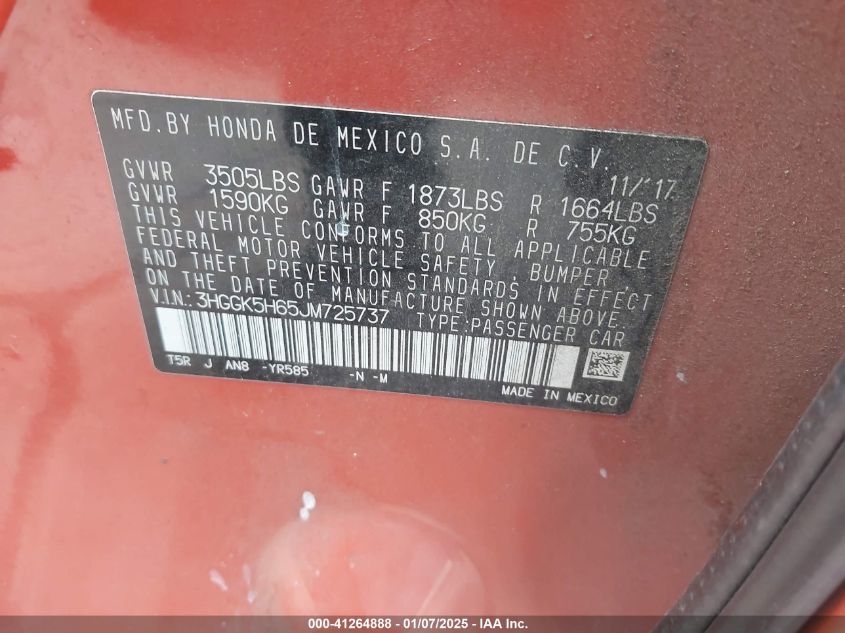 MFD.BY HONDA DE MEXICO S.A. DE C.V.
11/'17
GVWR 3505LBS GAWR F 1873LBS R 1664LBS
GVWR 1590KG GAWR F 850KG R 755KG
THIS VEHICLE CONFORMS TO ALL APPLICABLE
FEDERAL MOTOR VEHICLE SAFETY, BUMPER,
AND THEFT PREVENTION STANDARDS IN EFFECT
ON THE DATE OF MANUFACTURE SHOWN ABOVE.
V.IN.: 3HGGK5H65JM725737 TYPE:PASSENGER CAR
T5R J AN8 -YR585 -N -M
MADE IN MEXICO
000-41264888 - 01/07/2025 - IAA Inc.